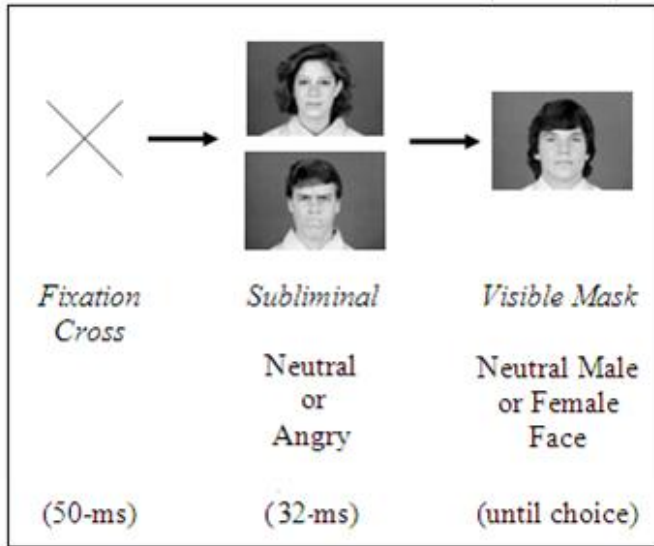 Fixation
Cross
Subliminal
Visible Mask
Neutral
or
Angry
Neutral Male
or Female
Face
(50-ms)
(32-ms)
(until choice)